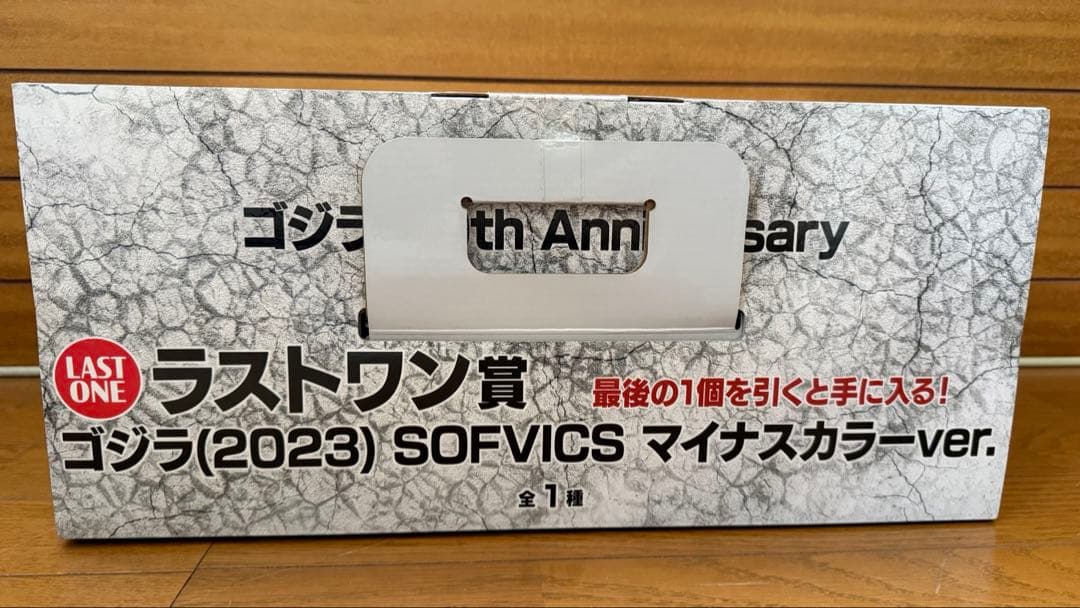 ゴジラ th Anni sary
LAST
ONE
ラストワン賞
最後の1個を引くと手に入る!
ゴジラ(2023) SOFVICS マイナスカラーver.
全1種